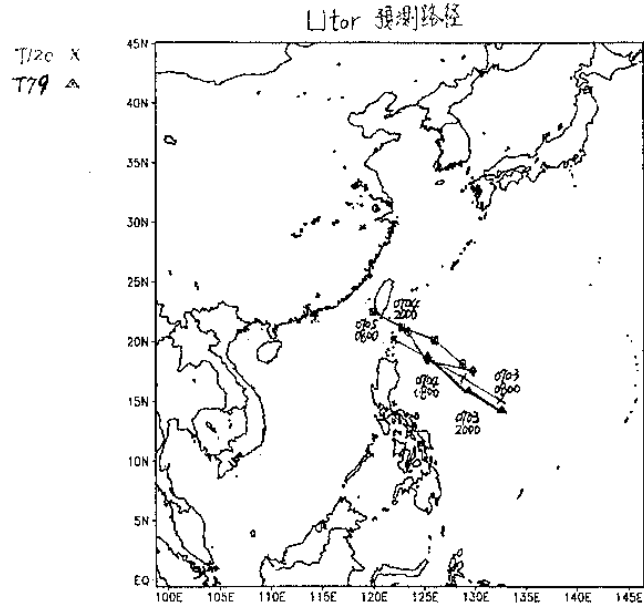 Utor 預測路徑
T/20 X
T79 △
45N
40N
35N
30N
25N
20N
15N
10N
5N
EQ
0704
2000
0705
0800
0704
0800
0703
0800
0703
2000
100E 105E 110E 115E 120E 125E 130E 135E 140E 145E